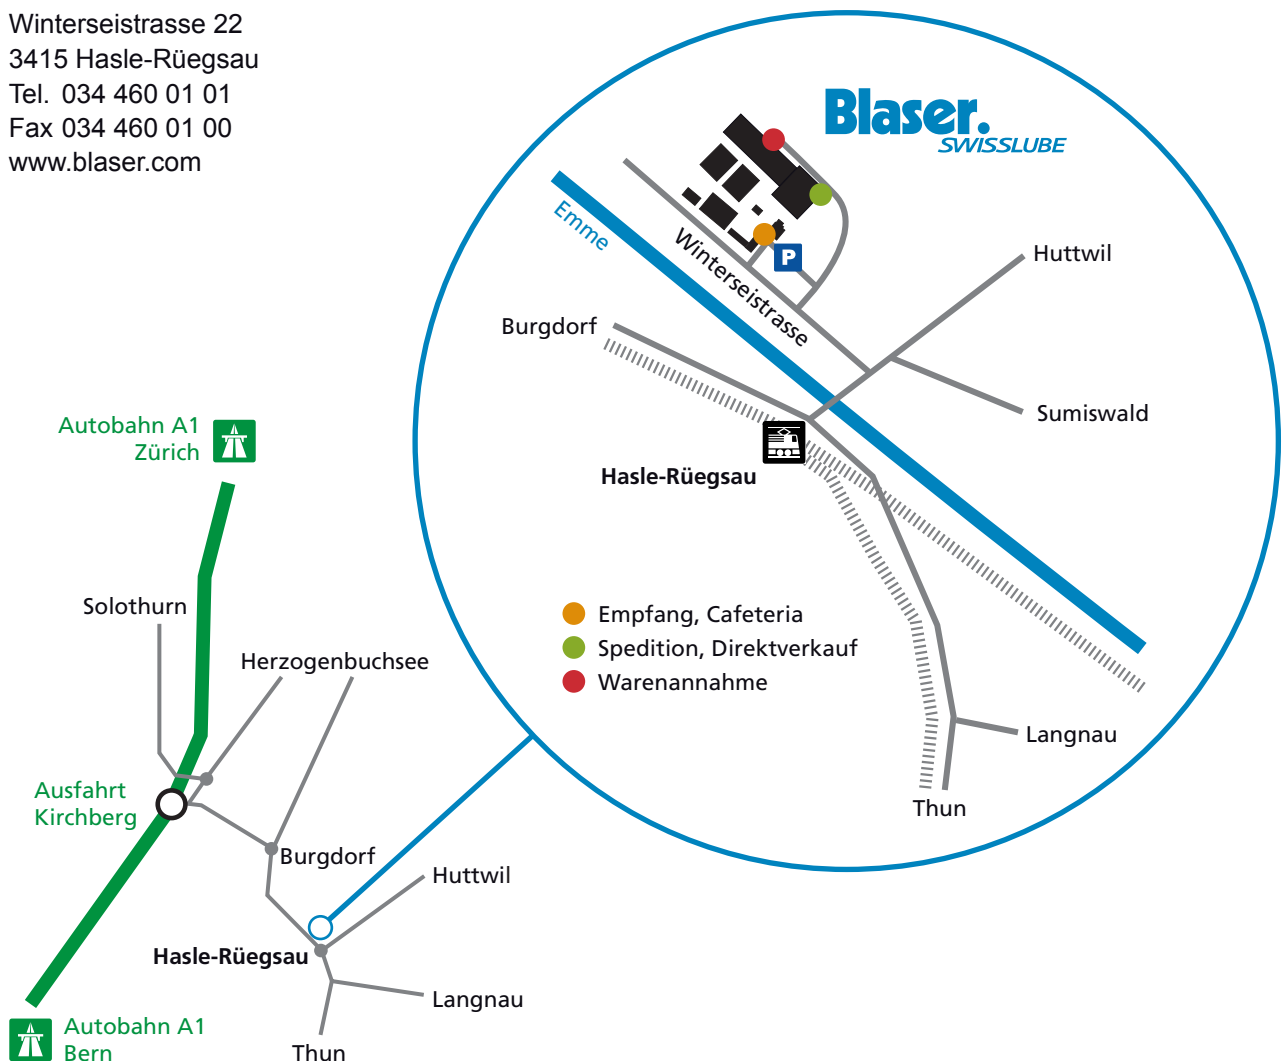 Winterseistrasse 22
3415 Hasle-Rüegsau
Tel. 034 460 01 01
Fax 034 460 01 00
www.blaser.com
Blaser.
SWISSLUBE
Emme
Winterseistrasse
P
Huttwil
Burgdorf
Sumiswald
Hasle-Rüegsau
Empfang, Cafeteria
Spedition, Direktverkauf
Warenannahme
Langnau
Thun
Autobahn A1
Zürich
Solothurn
Herzogenbuchsee
Ausfahrt
Kirchberg
Burgdorf
Huttwil
Hasle-Rüegsau
Langnau
Autobahn A1
Bern
Thun